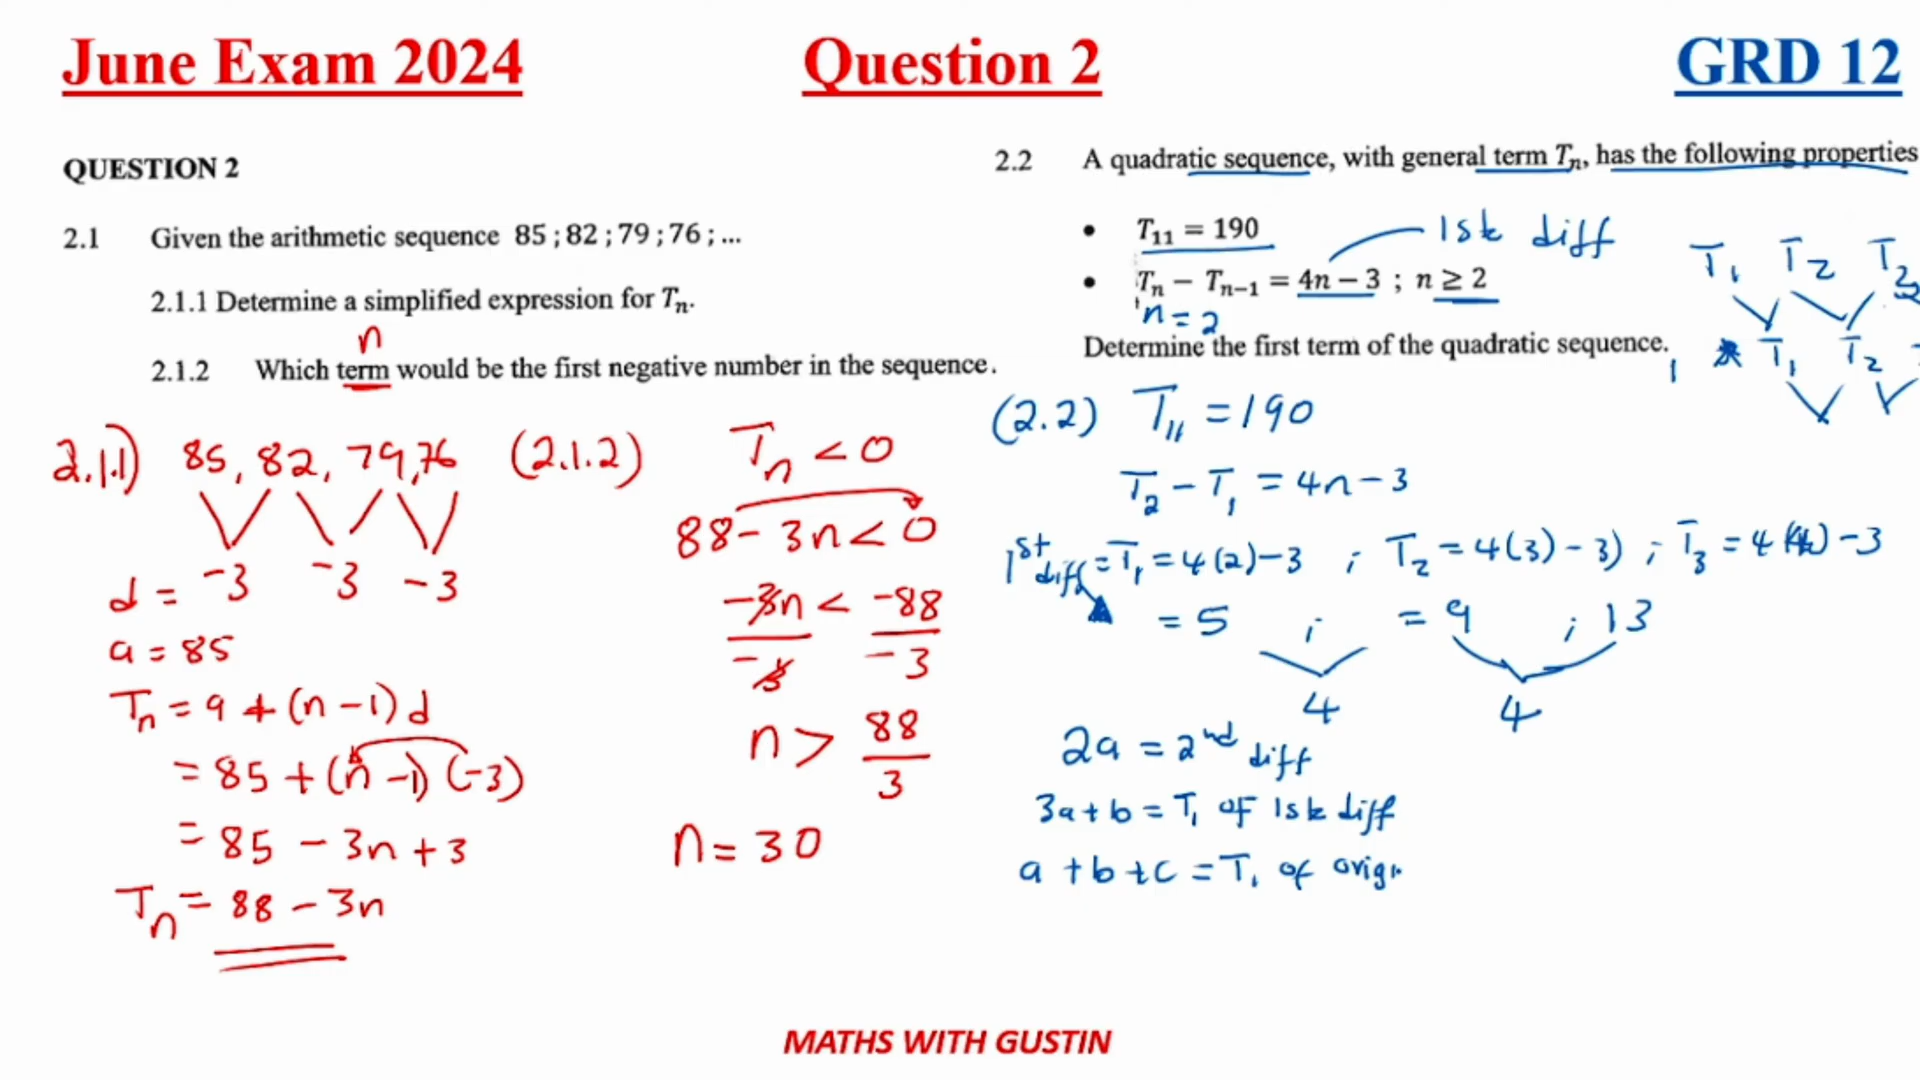 June Exam 2024
Question 2
GRD 12
QUESTION 2
2.1 Given the arithmetic sequence 85 ; 82 ; 79 ; 76 ; ...
2.1.1 Determine a simplified expression for Tₙ.
n
2.1.2 Which term would be the first negative number in the sequence.
2.1.1) 85, 82, 79, 76
d = -3 -3 -3
a = 85
Tₙ = a + (n - 1) d
= 85 + (n - 1) (-3)
= 85 - 3n + 3
Tₙ = 88 - 3n
(2.1.2) Tₙ < 0
88 - 3n < 0
-3n < -88
-3 -3
n > 88/3
n = 30
2.2 A quadratic sequence, with general term Tₙ, has the following properties
• T₁₁ = 190
1st diff
• Tₙ − Tₙ₋₁ = 4n − 3 ; n ≥ 2
n = 2
T₁ T₂ T₃
Determine the first term of the quadratic sequence.
T₁ T₂
(2.2) T₁₁ = 190
T₂ - T₁ = 4n - 3
1st diff = T₁ = 4(2) - 3 ; T₂ = 4(3) - 3) ; T₃ = 4(4) - 3
= 5 ; = 9 ; 13
4 4
2a = 2nd diff
3a + b = T₁ of 1st diff
a + b + c = T₁ of orig
MATHS WITH GUSTIN